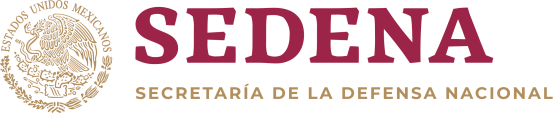 ESTADOS UNIDOS MEXICANOS
SEDENA
SECRETARÍA DE LA DEFENSA NACIONAL